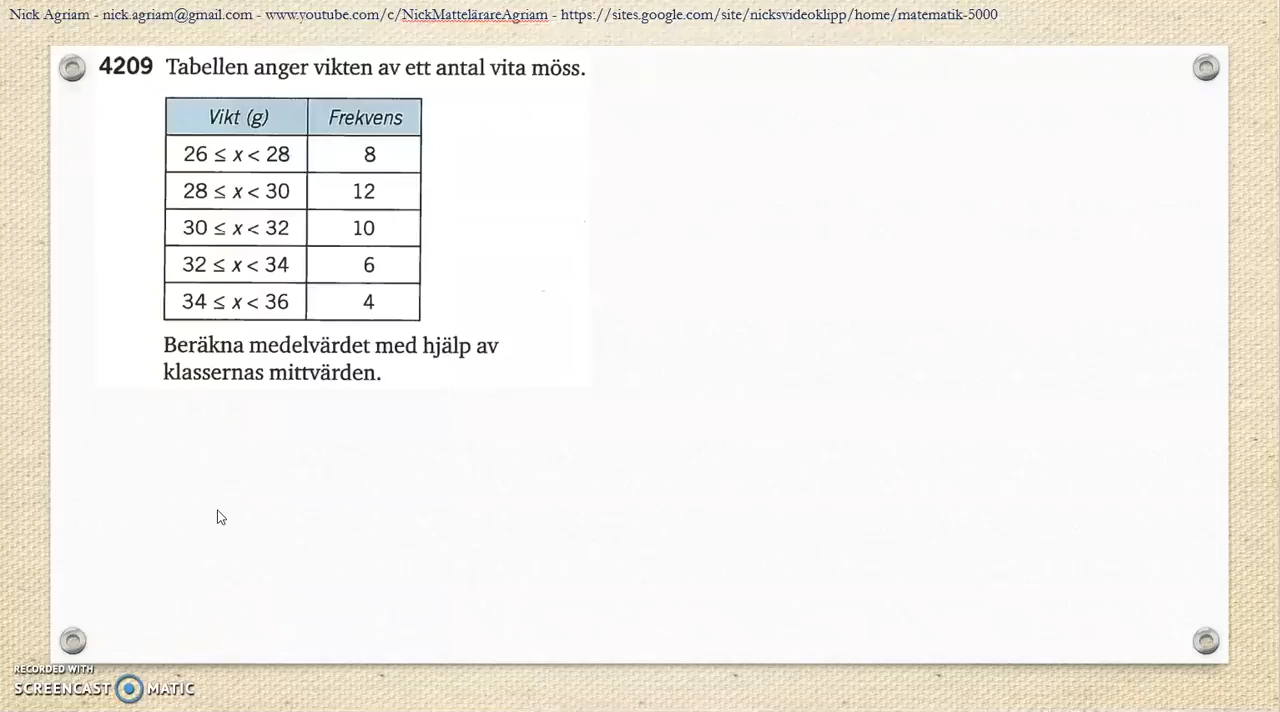 Nick Agriam - nick.agriam@gmail.com - www.youtube.com/c/NickMattelärareAgriam - https://sites.google.com/site/nicksvideoklipp/home/matematik-5000
4209 Tabellen anger vikten av ett antal vita möss.
Vikt (g) Frekvens
26 ≤ x < 28 8
28 ≤ x < 30 12
30 ≤ x < 32 10
32 ≤ x < 34 6
34 ≤ x < 36 4
Beräkna medelvärdet med hjälp av
klassernas mittvärden.
RECORDED WITH
SCREENCAST MATIC